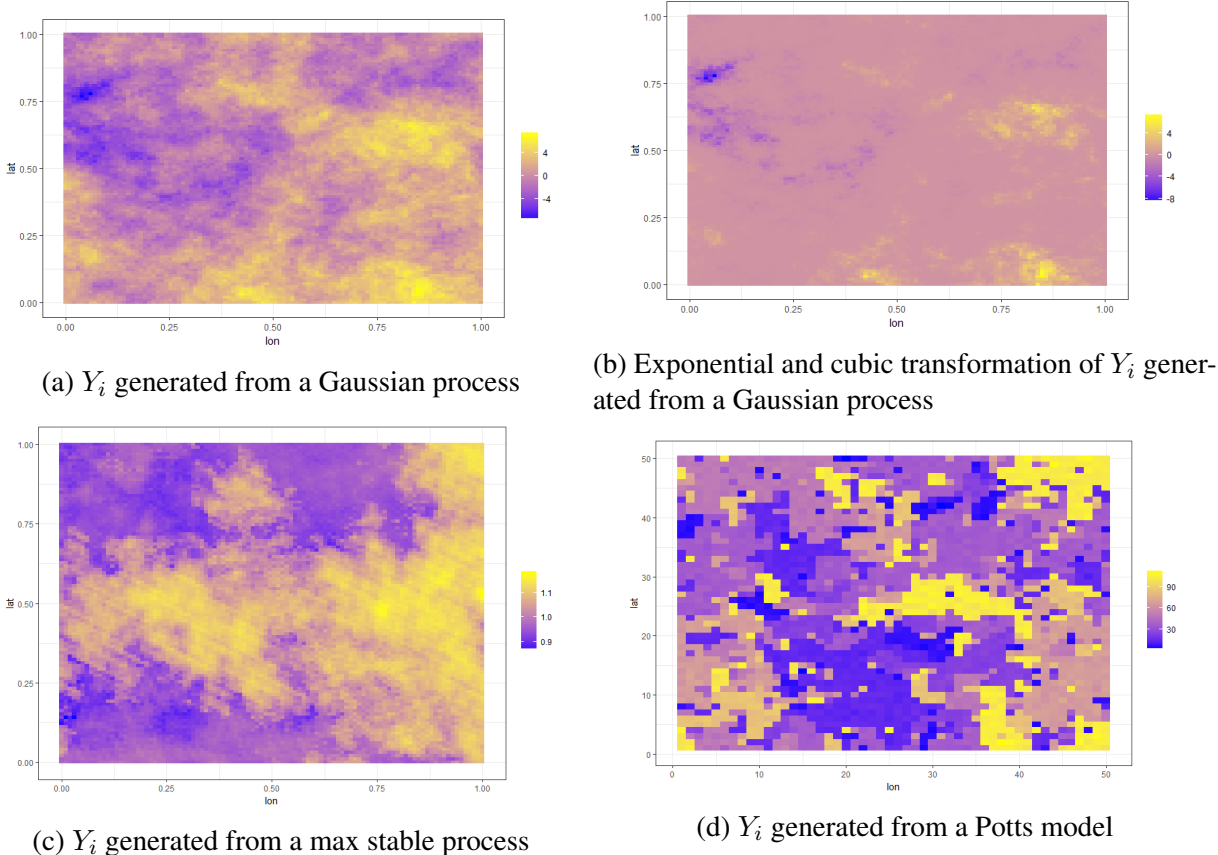 1.00
0.75
0.50
0.25
0.00
lat
0.00 0.25 0.50 0.75 1.00
lon
4
0
-4
(a) Y_i generated from a Gaussian process
1.00
0.75
0.50
0.25
0.00
lat
0.00 0.25 0.50 0.75 1.00
lon
4
0
-4
-8
(b) Exponential and cubic transformation of Y_i gener-
ated from a Gaussian process
1.00
0.75
0.50
0.25
0.00
lat
0.00 0.25 0.50 0.75 1.00
lon
1.1
1.0
0.9
(c) Y_i generated from a max stable process
50
40
30
20
10
0
lat
0 10 20 30 40 50
lon
90
60
30
(d) Y_i generated from a Potts model